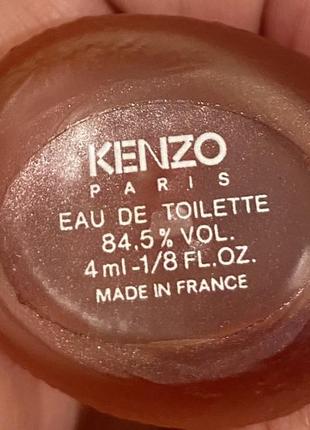 KENZO
PARIS
EAU DE TOILETTE
84.5% VOL.
4 ml -1/8 FL.OZ.
MADE IN FRANCE